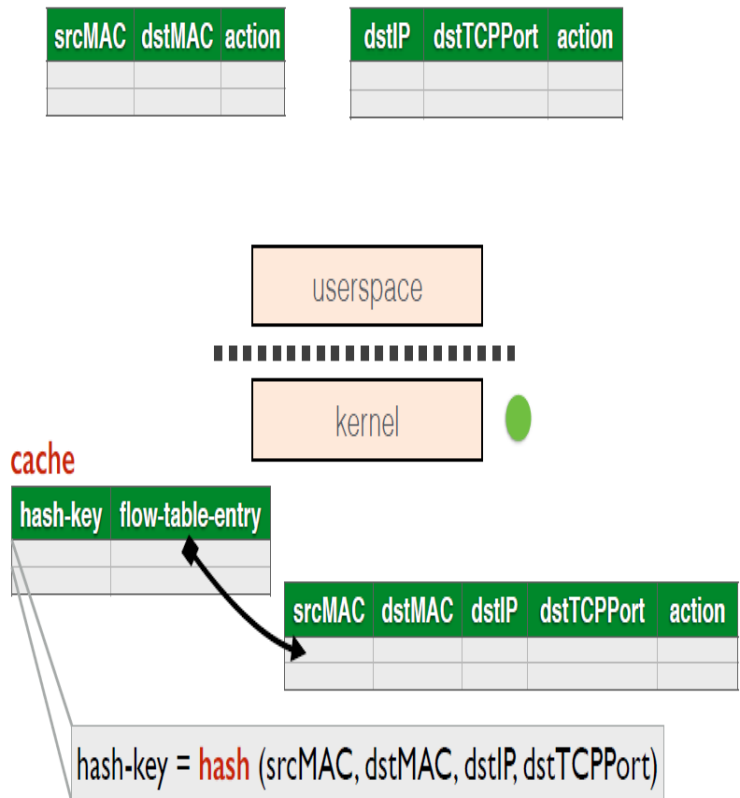 srcMAC dstMAC action
dstIP dstTCPPort action
userspace
kernel
cache
hash-key flow-table-entry
srcMAC dstMAC dstIP dstTCPPort action
hash-key = hash (srcMAC, dstMAC, dstIP, dstTCPPort)